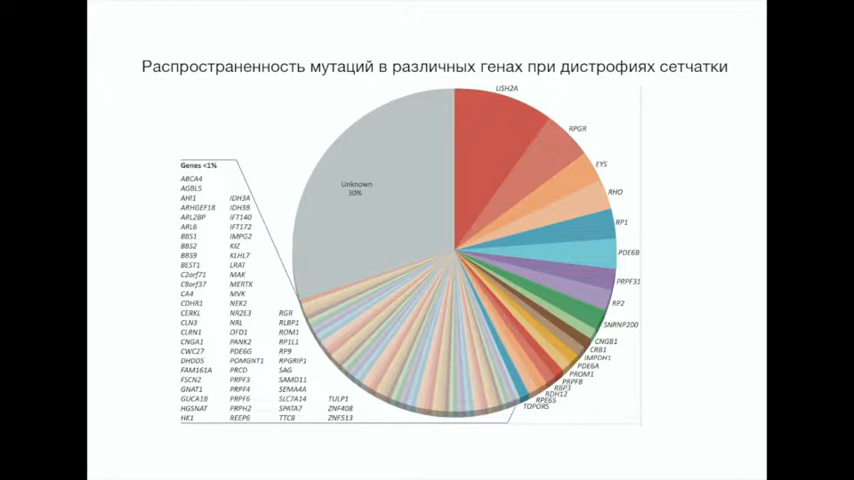 Распространенность мутаций в различных генах при дистрофиях сетчатки
USH2A
RPGR
EYS
RHO
RP1
PDE6B
PRPF31
RP2
SNRNP200
CNGB1
CRB1
IMPDH1
PDE6A
PROM1
PRPF8
RBP3
RDH12
RPE65
TOPORS
Unknown
30%
Genes <1%
ABCA4
AGBL5
AHI1 IDH3A
ARHGEF18 IDH3B
ARL2BP IFT140
ARL6 IFT172
BBS1 IMPG2
BBS2 KIZ
BBS9 KLHL7
BEST1 LRAT
C2orf71 MAK
C8orf37 MERTK
CA4 MVK
CDHR1 NEK2
CERKL NR2E3 RGR
CLN3 NRL RLBP1
CLRN1 OFD1 ROM1
CNGA1 PANK2 RP1L1
CWC27 PDE6G RP9
DHDDS POMGNT1 RPGRIP1
FAM161A PRCD SAG
FSCN2 PRPF3 SAMD11
GNAT1 PRPF4 SEMA4A
GUCA1B PRPF6 SLC7A14 TULP1
HGSNAT PRPH2 SPATA7 ZNF408
HK1 REEP6 TTC8 ZNF513